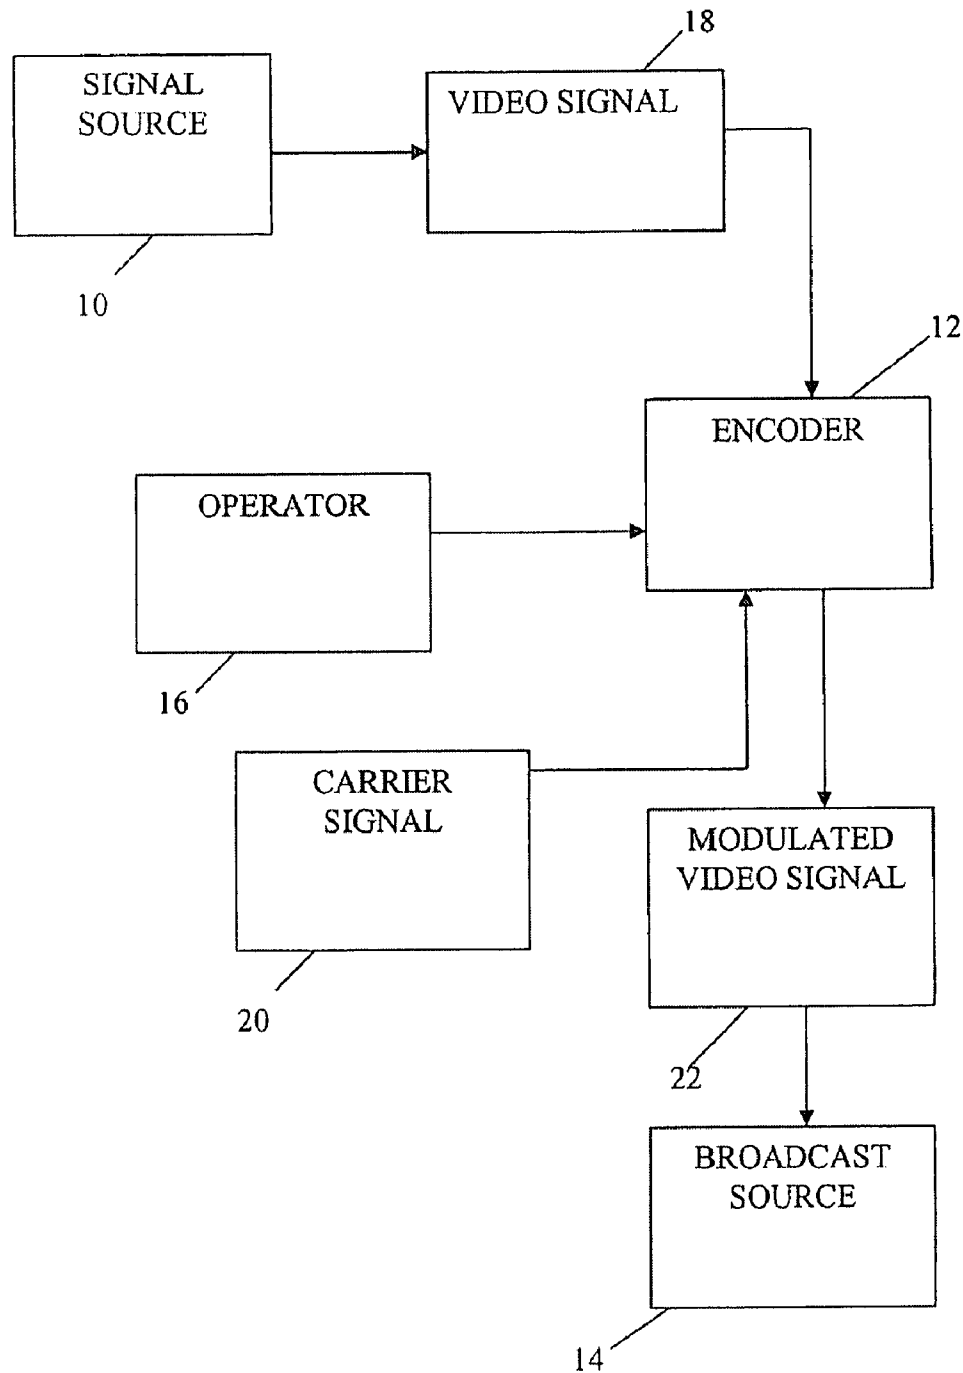 18
SIGNAL
SOURCE
VIDEO SIGNAL
10
12
ENCODER
OPERATOR
16
CARRIER
SIGNAL
20
MODULATED
VIDEO SIGNAL
22
BROADCAST
SOURCE
14